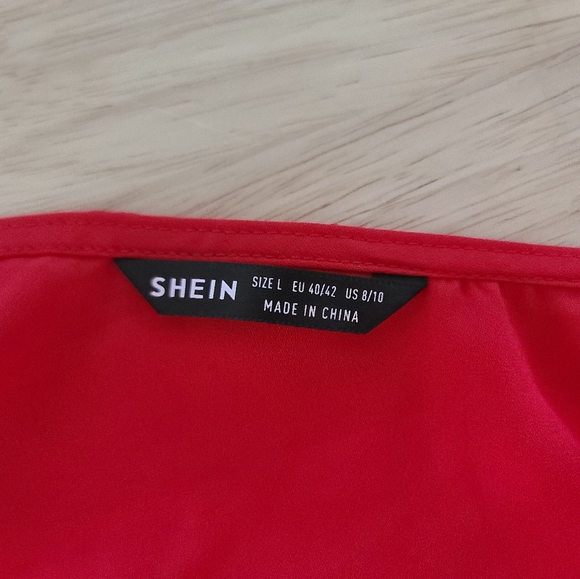 SHEIN
SIZE L EU 40/42 US 8/10
MADE IN CHINA